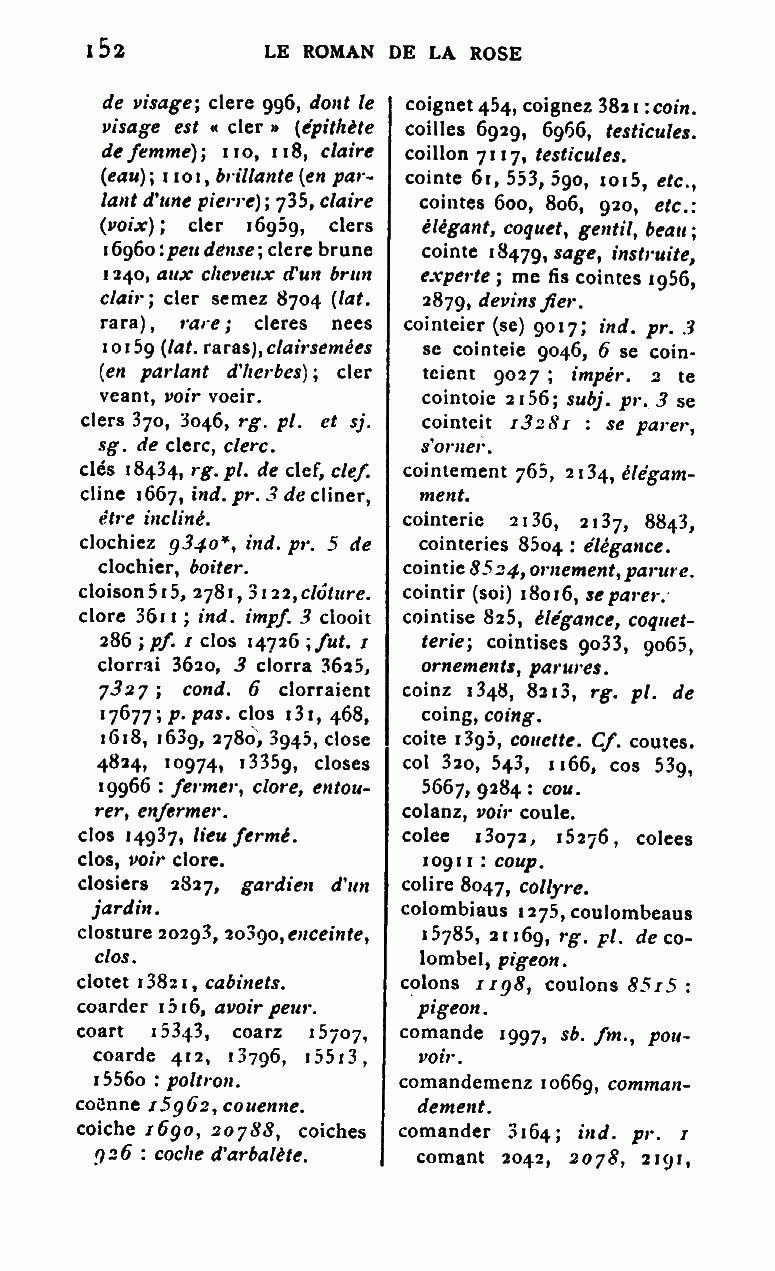 152 LE ROMAN DE LA ROSE
de visage; clere 996, dont le
visage est « cler » (épithète
de femme); 110, 118, claire
(eau); 1101, brillante (en par-
lant d'une pierre); 735, claire
(voix); cler 16959, clers
16960 : peu dense; clere brune
1240, aux cheveux d'un brun
clair; cler semez 8704 (lat.
rara), rare; cleres nees
10159 (lat. raras), clairsemées
(en parlant d'herbes); cler
veant, voir voeir.
clers 370, 3046, rg. pl. et sj.
sg. de clerc, clerc.
clés 18434, rg. pl. de clef, clef.
cline 1667, ind. pr. 3 de cliner,
être incliné.
clochiez 9340*, ind. pr. 5 de
clochier, boiter.
cloison 515, 2781, 3122, clôture.
clore 3611 ; ind. impf. 3 clooit
286 ; pf. 1 clos 14726 ; fut. 1
clorrai 3620, 3 clorra 3625,
7327 ; cond. 6 clorraient
17677 ; p. pas. clos 131, 468,
1618, 1639, 2780, 3945, close
4824, 10974, 13359, closes
19966 : fermer, clore, entou-
rer, enfermer.
clos 14937, lieu fermé.
clos, voir clore.
closiers 2827, gardien d'un
jardin.
closture 20293, 20390, enceinte,
clos.
clotet 13821, cabinets.
coarder 1516, avoir peur.
coart 15343, coarz 15707,
coarde 412, 13796, 15513,
15560 : poltron.
coënne 15962, couenne.
coiche 1690, 20788, coiches
926 : coche d'arbalète.
coignet 454, coignez 3821 : coin.
coilles 6929, 6966, testicules.
coillon 7117, testicules.
cointe 61, 553, 590, 1015, etc.,
cointes 600, 806, 920, etc.:
élégant, coquet, gentil, beau ;
cointe 18479, sage, instruite,
experte ; me fis cointes 1956,
2879, devins fier.
cointeier (se) 9017; ind. pr. 3
se cointeie 9046, 6 se coin-
teient 9027 ; impér. 2 te
cointoie 2156; subj. pr. 3 se
cointeit 13281 : se parer,
s'orner.
cointement 765, 2134, élégam-
ment.
cointerie 2136, 2137, 8843,
cointeries 8504 : élégance.
cointie 8524, ornement, parure.
cointir (soi) 18016, se parer.
cointise 825, élégance, coquet-
terie; cointises 9033, 9065,
ornements, parures.
coinz 1348, 8213, rg. pl. de
coing, coing.
coite 1395, couette. Cf. coutes.
col 320, 543, 1166, cos 539,
5667, 9284 : cou.
colanz, voir coule.
colee 13072, 15276, colees
10911 : coup.
colire 8047, collyre.
colombiaus 1275, coulombeaus
15785, 21169, rg. pl. de co-
lombel, pigeon.
colons 1198, coulons 8515 :
pigeon.
comande 1997, sb. fm., pou-
voir.
comandemenz 10669, comman-
dement.
comander 3164; ind. pr. 1
comant 2042, 2078, 2191,